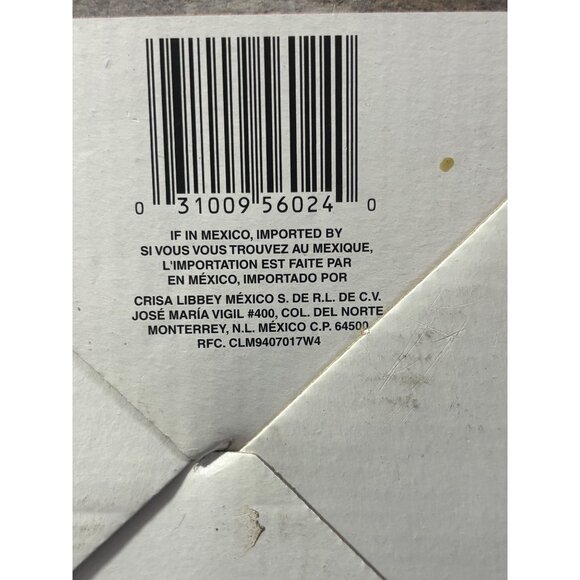 0 31009 56024 0
IF IN MEXICO, IMPORTED BY
SI VOUS VOUS TROUVEZ AU MEXIQUE,
L'IMPORTATION EST FAITE PAR
EN MÉXICO, IMPORTADO POR
CRISA LIBBEY MÉXICO S. DE R.L. DE C.V.
JOSÉ MARÍA VIGIL #400, COL. DEL NORTE
MONTERREY, N.L. MÉXICO C.P. 64500
RFC. CLM9407017W4